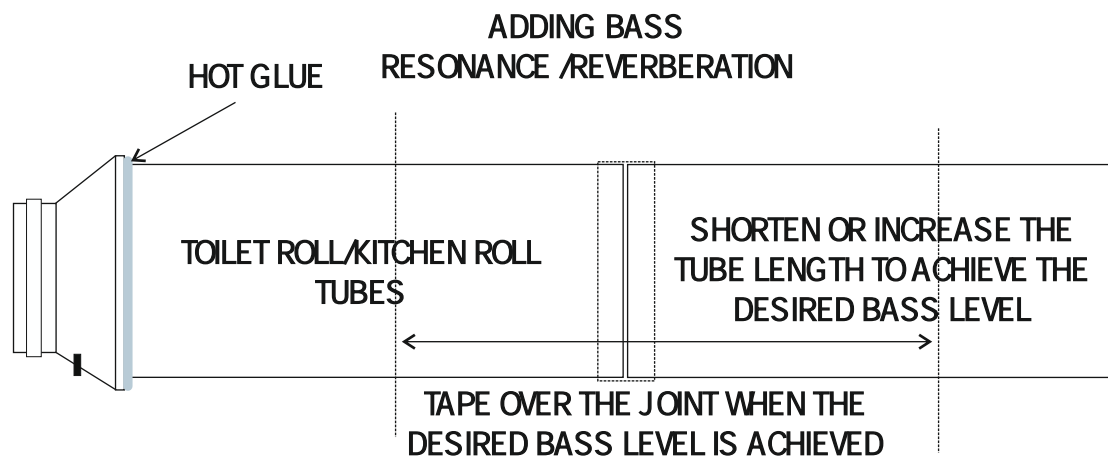 ADDING BASS
RESONANCE /REVERBERATION
HOT GLUE
TOILET ROLL/KITCHEN ROLL
TUBES
SHORTEN OR INCREASE THE
TUBE LENGTH TO ACHIEVE THE
DESIRED BASS LEVEL
TAPE OVER THE JOINT WHEN THE
DESIRED BASS LEVEL IS ACHIEVED